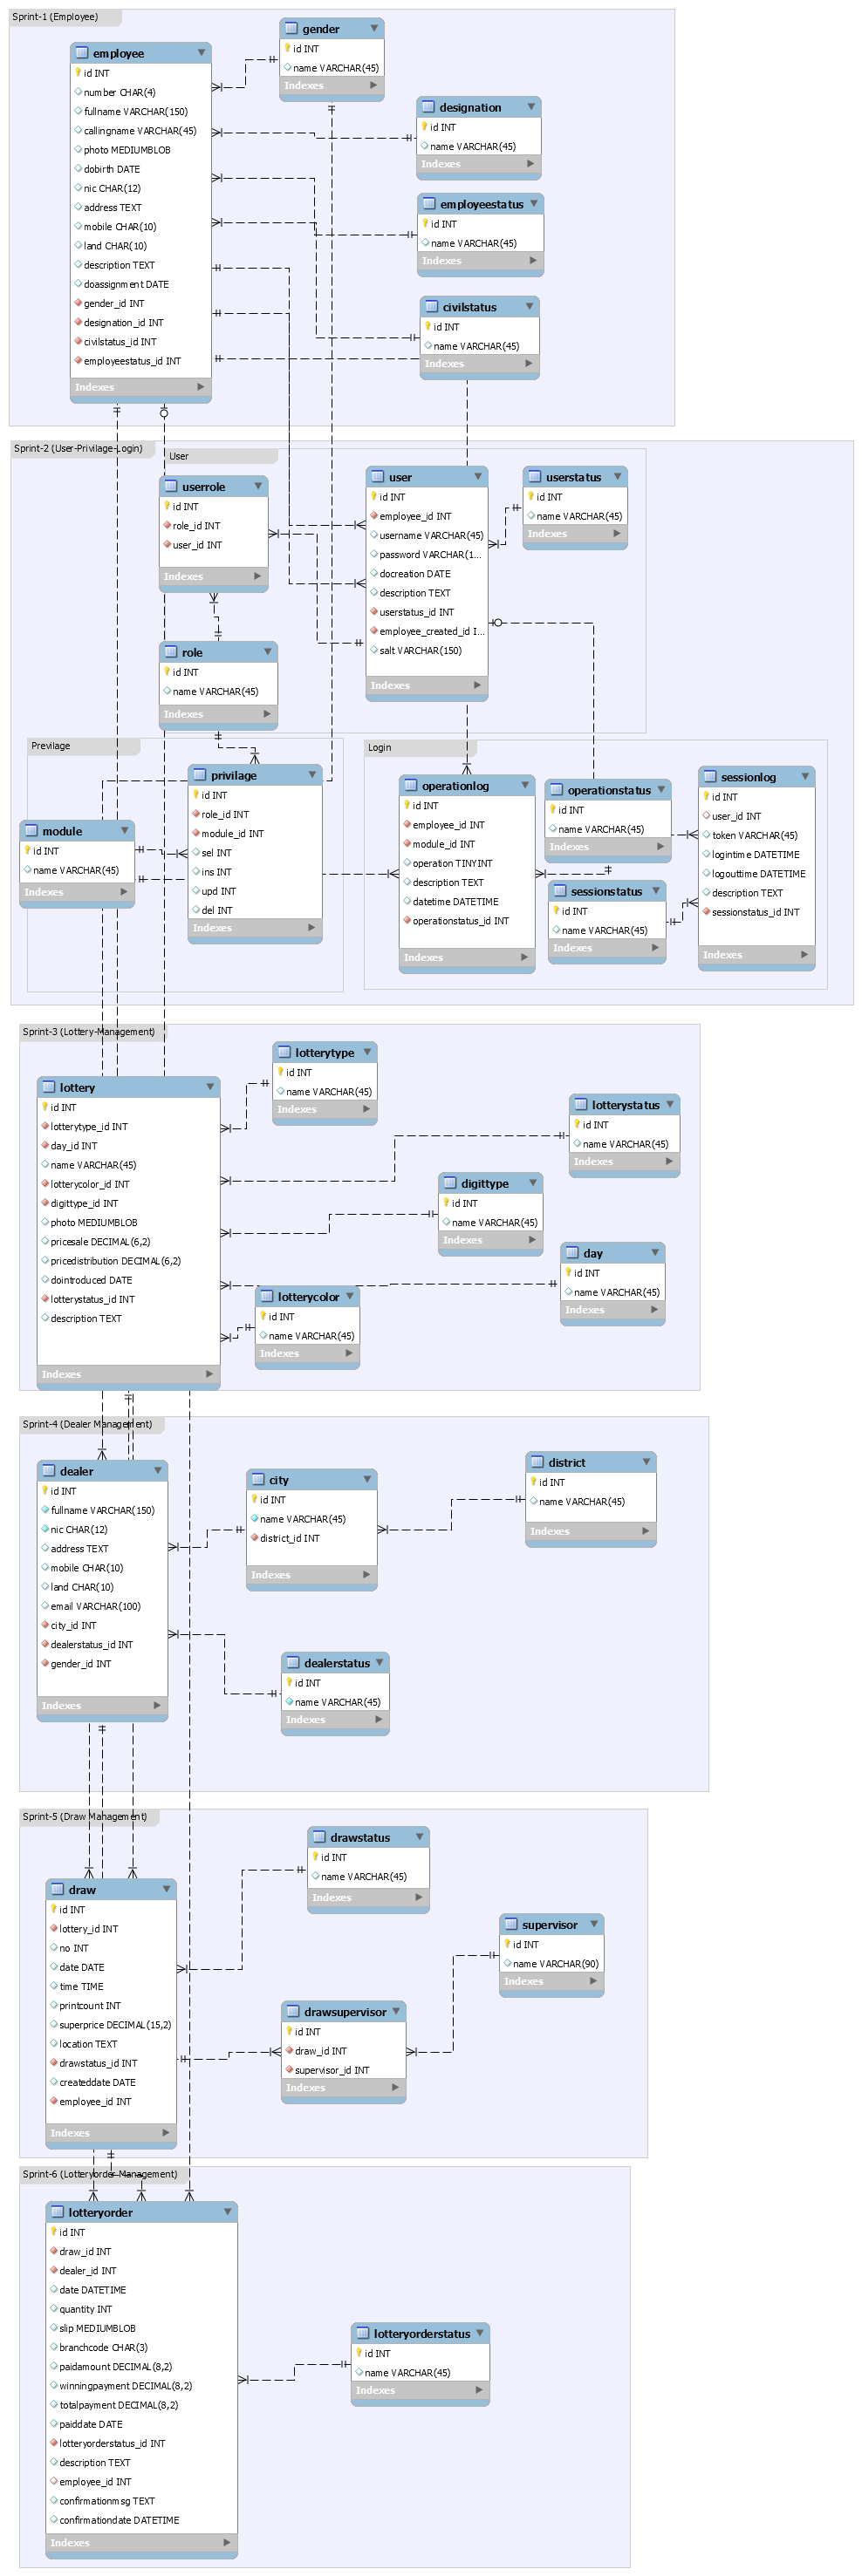 Sprint-1 (Employee)
employee
id INT
number CHAR(4)
fullname VARCHAR(150)
callingname VARCHAR(45)
photo MEDIUMBLOB
dobirth DATE
nic CHAR(12)
address TEXT
mobile CHAR(10)
land CHAR(10)
description TEXT
doassignment DATE
gender_id INT
designation_id INT
civilstatus_id INT
employeestatus_id INT
Indexes
gender
id INT
name VARCHAR(45)
Indexes
designation
id INT
name VARCHAR(45)
Indexes
employeestatus
id INT
name VARCHAR(45)
Indexes
civilstatus
id INT
name VARCHAR(45)
Indexes
Sprint-2 (User-Privilage-Login)
User
userrole
id INT
role_id INT
user_id INT
Indexes
user
id INT
employee_id INT
username VARCHAR(45)
password VARCHAR(1...
docreation DATE
description TEXT
userstatus_id INT
employee_created_id I...
salt VARCHAR(150)
Indexes
userstatus
id INT
name VARCHAR(45)
Indexes
role
id INT
name VARCHAR(45)
Indexes
Previlage
privilage
id INT
role_id INT
module_id INT
sel INT
ins INT
upd INT
del INT
Indexes
module
id INT
name VARCHAR(45)
Indexes
Login
operationlog
id INT
employee_id INT
module_id INT
operation TINYINT
description TEXT
datetime DATETIME
operationstatus_id INT
Indexes
operationstatus
id INT
name VARCHAR(45)
Indexes
sessionstatus
id INT
name VARCHAR(45)
Indexes
sessionlog
id INT
user_id INT
token VARCHAR(45)
logintime DATETIME
logouttime DATETIME
description TEXT
sessionstatus_id INT
Indexes
Sprint-3 (Lottery-Management)
lottery
id INT
lotterytype_id INT
day_id INT
name VARCHAR(45)
lotterycolor_id INT
digittype_id INT
photo MEDIUMBLOB
pricesale DECIMAL(6,2)
pricedistribution DECIMAL(6,2)
dointroduced DATE
lotterystatus_id INT
description TEXT
Indexes
lotterytype
id INT
name VARCHAR(45)
Indexes
lotterystatus
id INT
name VARCHAR(45)
Indexes
digittype
id INT
name VARCHAR(45)
Indexes
day
id INT
name VARCHAR(45)
Indexes
lotterycolor
id INT
name VARCHAR(45)
Indexes
Sprint-4 (Dealer Management)
dealer
id INT
fullname VARCHAR(150)
nic CHAR(12)
address TEXT
mobile CHAR(10)
land CHAR(10)
email VARCHAR(100)
city_id INT
dealerstatus_id INT
gender_id INT
Indexes
city
id INT
name VARCHAR(45)
district_id INT
Indexes
district
id INT
name VARCHAR(45)
Indexes
dealerstatus
id INT
name VARCHAR(45)
Indexes
Sprint-5 (Draw Management)
draw
id INT
lottery_id INT
no INT
date DATE
time TIME
printcount INT
superprice DECIMAL(15,2)
location TEXT
drawstatus_id INT
createddate DATE
employee_id INT
Indexes
drawstatus
id INT
name VARCHAR(45)
Indexes
supervisor
id INT
name VARCHAR(90)
Indexes
drawsupervisor
id INT
draw_id INT
supervisor_id INT
Indexes
Sprint-6 (Lotteryorder-Management)
lotteryorder
id INT
draw_id INT
dealer_id INT
date DATETIME
quantity INT
slip MEDIUMBLOB
branchcode CHAR(3)
paidamount DECIMAL(8,2)
winningpayment DECIMAL(8,2)
totalpayment DECIMAL(8,2)
paiddate DATE
lotteryorderstatus_id INT
description TEXT
employee_id INT
confirmationmsg TEXT
confirmationdate DATETIME
Indexes
lotteryorderstatus
id INT
name VARCHAR(45)
Indexes